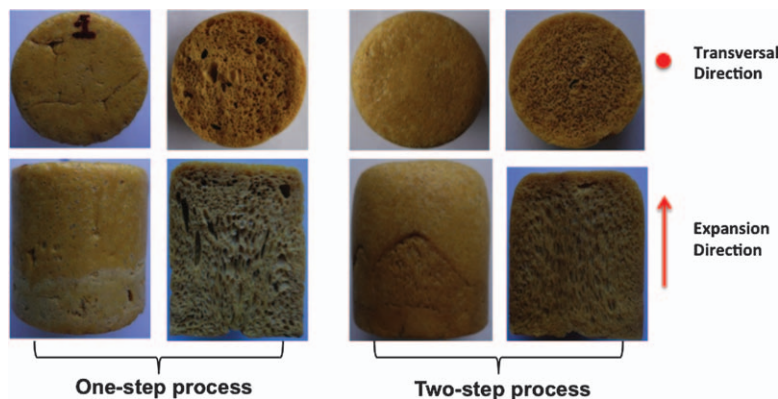 1
Transversal
Direction
Expansion
Direction
One-step process
Two-step process